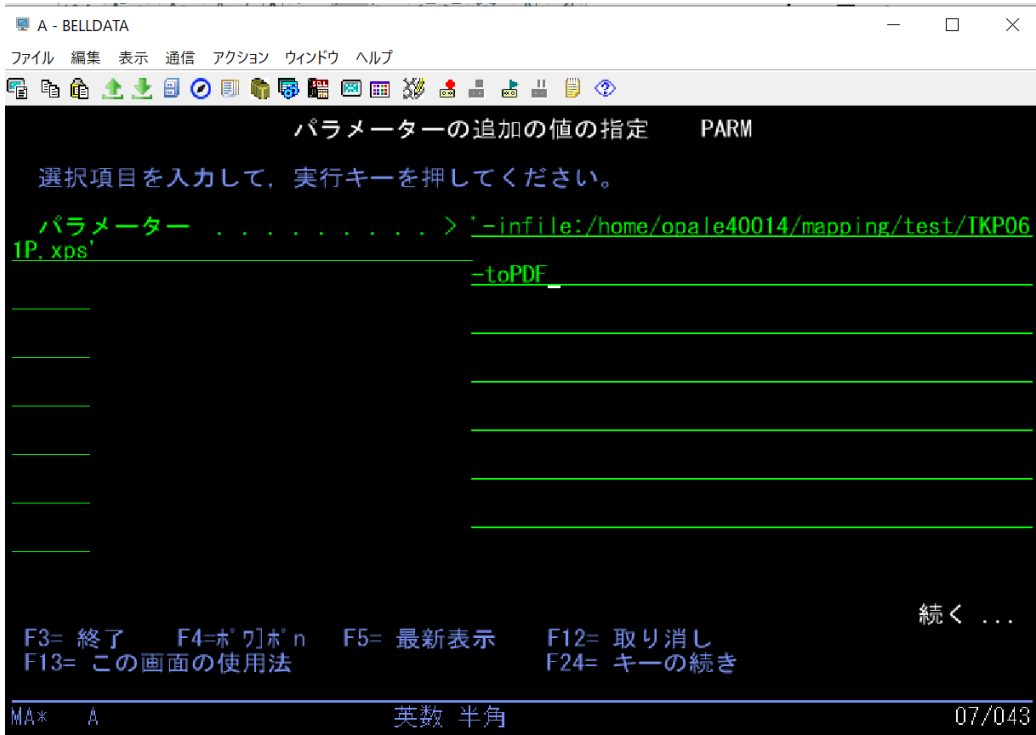 A - BELLDATA
ファイル 編集 表示 通信 アクション ウィンドウ ヘルプ
パラメーターの追加の値の指定 PARM
選択項目を入力して, 実行キーを押してください。
パラメーター . . . . . . . . . > '-infile:/home/opale40014/mapping/test/TKP06
1P.xps'
-toPDF_
続く ...
F3= 終了 F4=ﾎﾟﾜ]ﾎﾟn F5= 最新表示 F12= 取り消し
F13= この画面の使用法 F24= キーの続き
MA* A 英数 半角 07/043